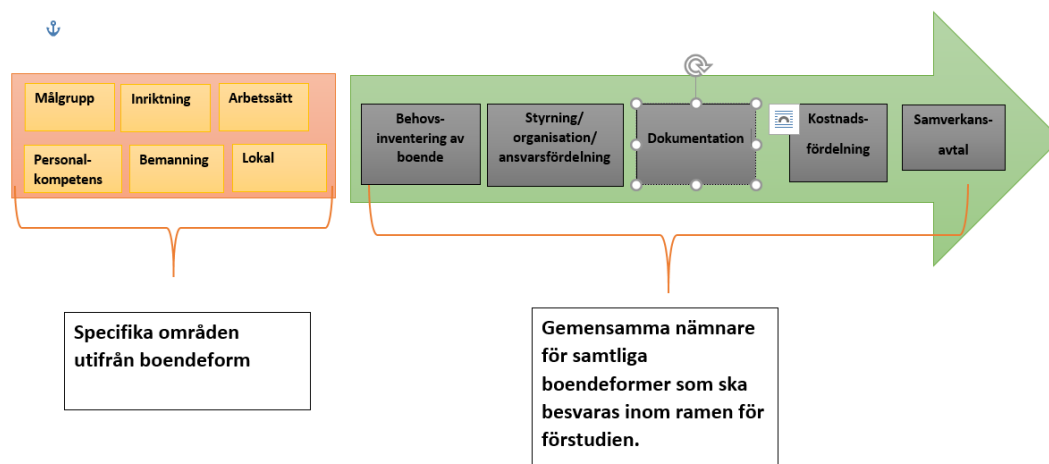 Målgrupp
Inriktning
Arbetssätt
Personal-
kompetens
Bemanning
Lokal
Behovs-
inventering av
boende
Styrning/
organisation/
ansvarsfördelning
Dokumentation
Kostnads-
fördelning
Samverkans-
avtal
Specifika områden
utifrån boendeform
Gemensamma nämnare
för samtliga
boendeformer som ska
besvaras inom ramen för
förstudien.